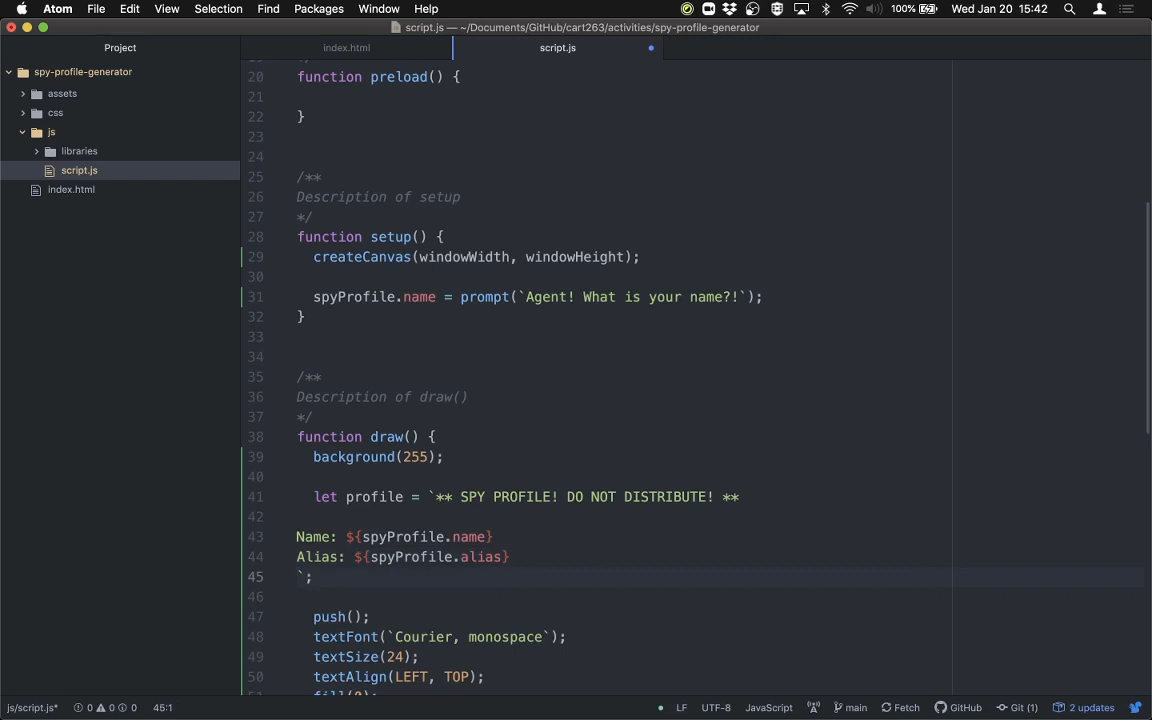 Atom File Edit View Selection Find Packages Window Help 100% Wed Jan 20 15:42
script.js — ~/Documents/GitHub/cart263/activities/spy-profile-generator
Project
index.html
script.js
spy-profile-generator
assets
css
js
libraries
script.js
index.html
20 function preload() {
21
22 }
23
24
25 /**
26 Description of setup
27 */
28 function setup() {
29 createCanvas(windowWidth, windowHeight);
30
31 spyProfile.name = prompt(`Agent! What is your name?!`);
32 }
33
34
35 /**
36 Description of draw()
37 */
38 function draw() {
39 background(255);
40
41 let profile = `** SPY PROFILE! DO NOT DISTRIBUTE! **
42
43 Name: ${spyProfile.name}
44 Alias: ${spyProfile.alias}
45 `;
46
47 push();
48 textFont(`Courier, monospace`);
49 textSize(24);
50 textAlign(LEFT, TOP);
51 fill(0);
js/script.js* 0 0 0 45:1 LF UTF-8 JavaScript main Fetch GitHub Git (1) 2 updates